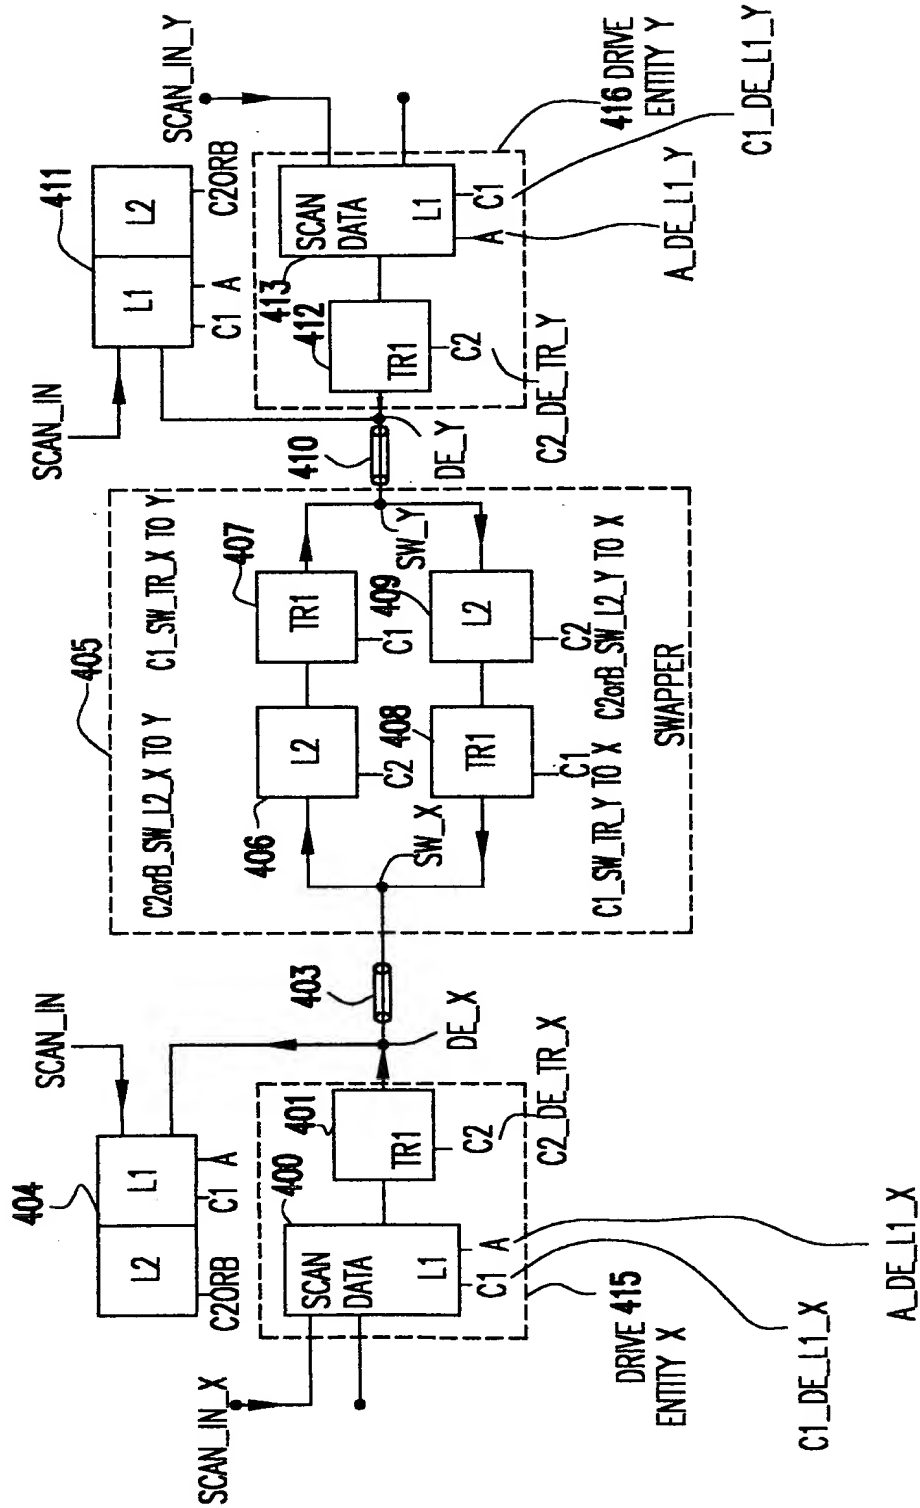 SCAN_IN
404
L2
L1
C2ORB
C1
A
SCAN_IN_X
SCAN
DATA
L1
400
C1
A
401
TR1
C2
C2_DE_TR_X
DRIVE 415
ENTITY X
C1_DE_L1_X
A_DE_L1_X
DE_X
403
405
C2orB_SW_L2_X TO Y
C1_SW_TR_X TO Y
406
L2
C2
407
TR1
C1
SW_X
SW_Y
408
TR1
C1
409
L2
C2
C1_SW_TR_Y TO X
C2orB_SW_L2_Y TO X
SWAPPER
410
DE_Y
SCAN_IN
411
L1
L2
C1
A
C2ORB
SCAN_IN_Y
412
TR1
C2
C2_DE_TR_Y
413
SCAN
DATA
L1
A
C1
416 DRIVE
ENTITY Y
A_DE_L1_Y
C1_DE_L1_Y